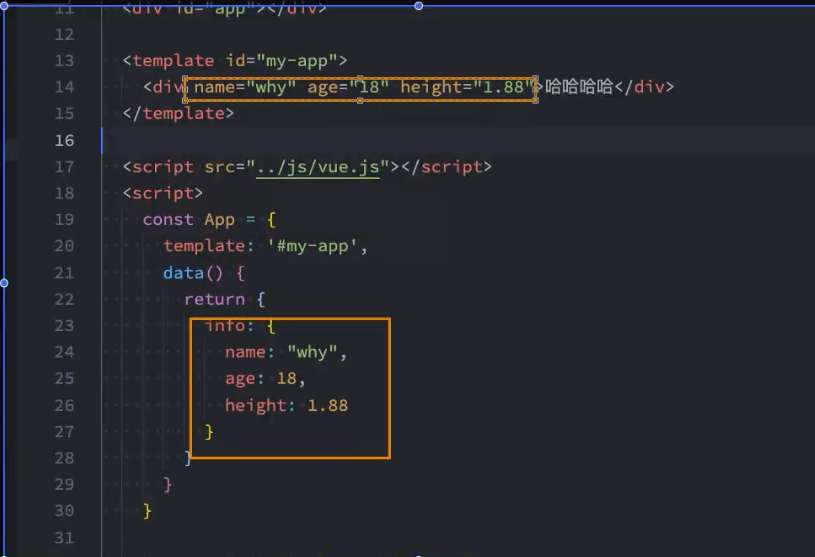 11 <div id="app"></div>
12
13 <template id="my-app">
14 <div name="why" age="18" height="1.88">哈哈哈哈</div>
15 </template>
16
17 <script src="../js/vue.js"></script>
18 <script>
19 const App = {
20 template: '#my-app',
21 data() {
22 return {
23 info: {
24 name: "why",
25 age: 18,
26 height: 1.88
27 }
28 }
29 }
30 }
31